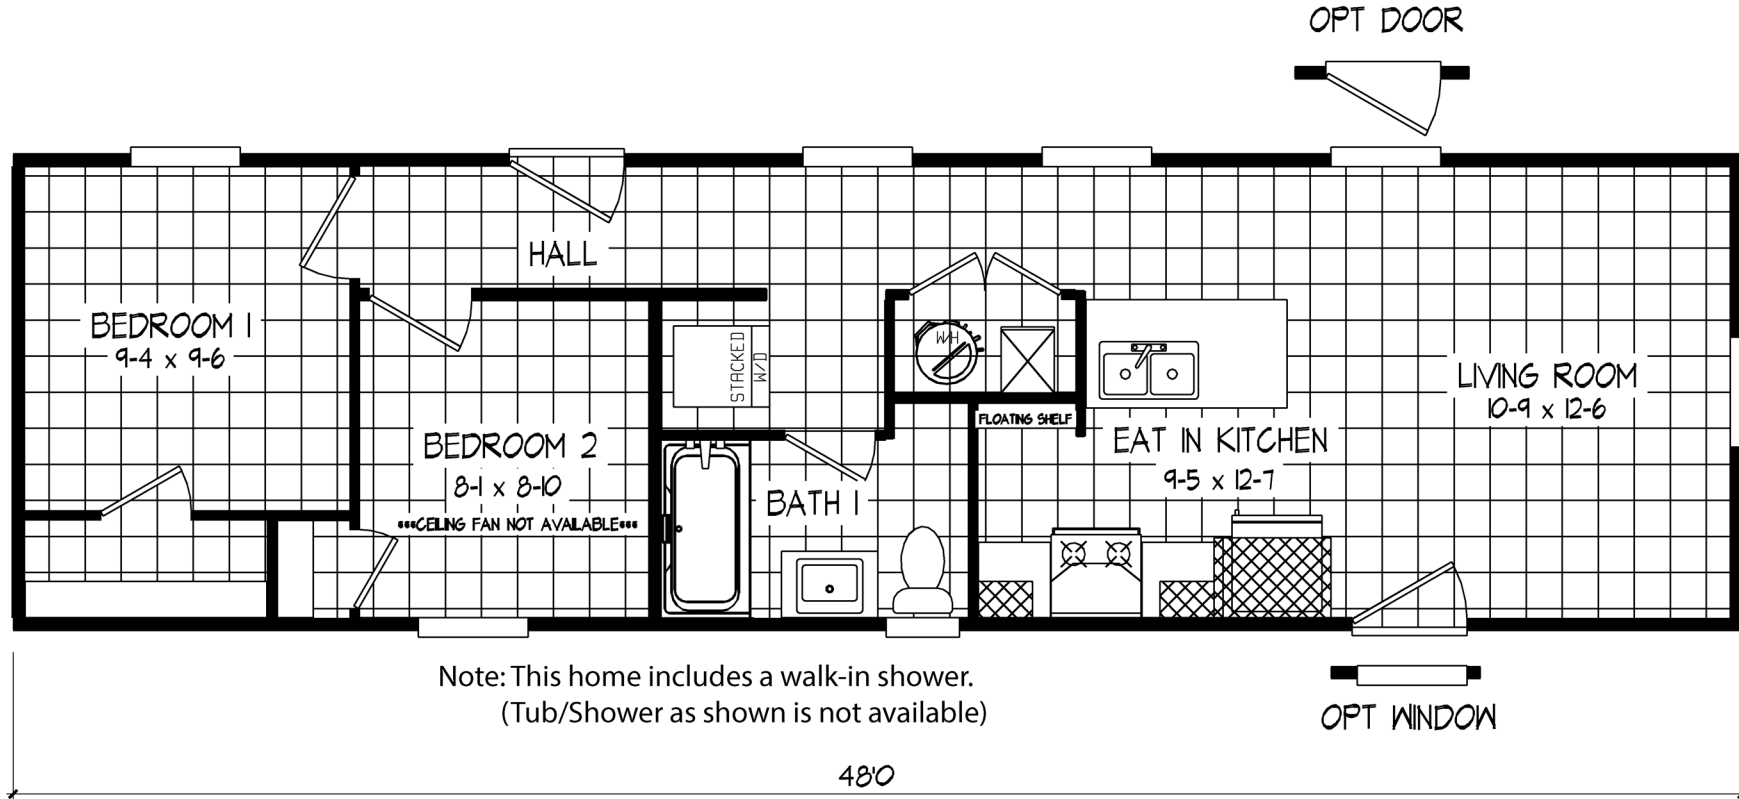 OPT DOOR
HALL
BEDROOM 1
9-4 x 9-6
STACKED
W/D
W/H
FLOATING SHELF
LIVING ROOM
10-9 x 12-6
BEDROOM 2
8-1 x 8-10
***CEILING FAN NOT AVAILABLE***
EAT IN KITCHEN
9-5 x 12-7
BATH 1
Note: This home includes a walk-in shower.
(Tub/Shower as shown is not available)
OPT WINDOW
48'0